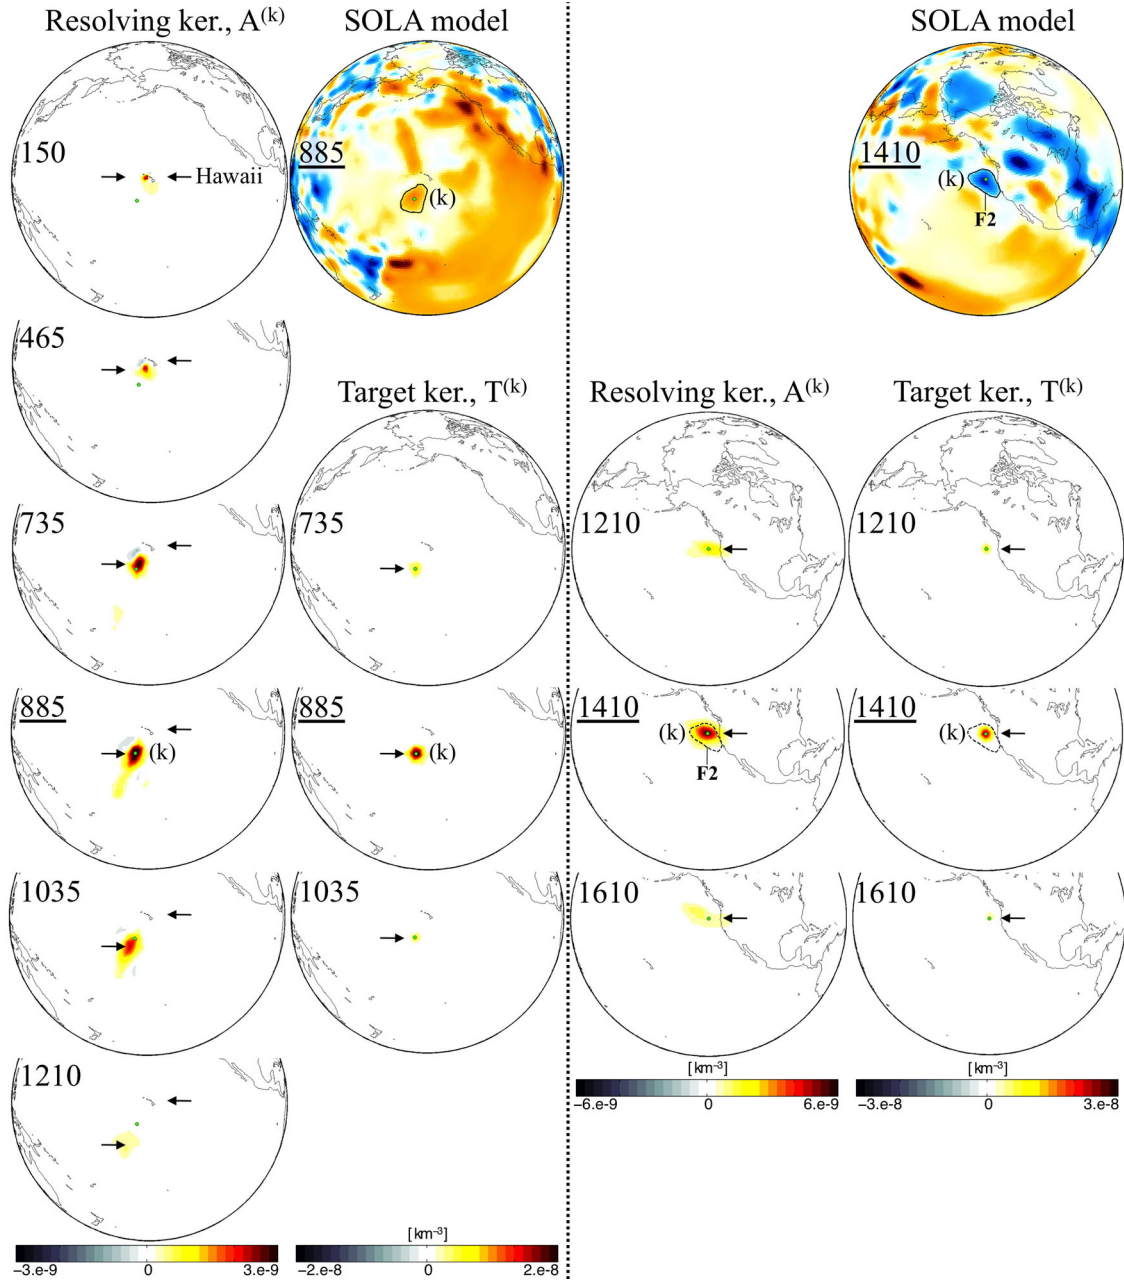 Resolving ker., A(k)
SOLA model
SOLA model
150
Hawaii
885
(k)
1410
(k)
F2
465
Target ker., T(k)
Resolving ker., A(k)
Target ker., T(k)
735
735
1210
1210
885
(k)
885
(k)
1410
(k)
F2
1410
(k)
1035
1035
1610
1610
1210
[km−3]
−6.e−9 0 6.e−9
[km−3]
−3.e−8 0 3.e−8
−3.e−9 0 3.e−9
[km−3]
−2.e−8 0 2.e−8